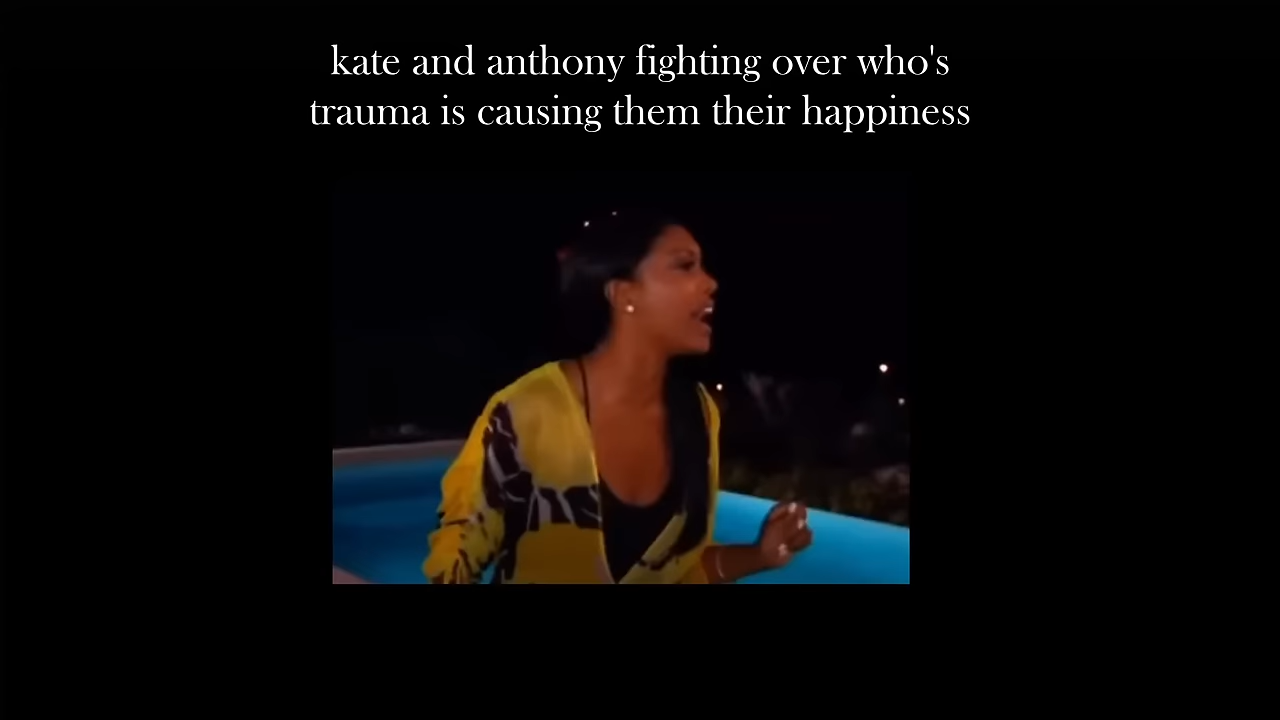 kate and anthony fighting over who's
trauma is causing them their happiness